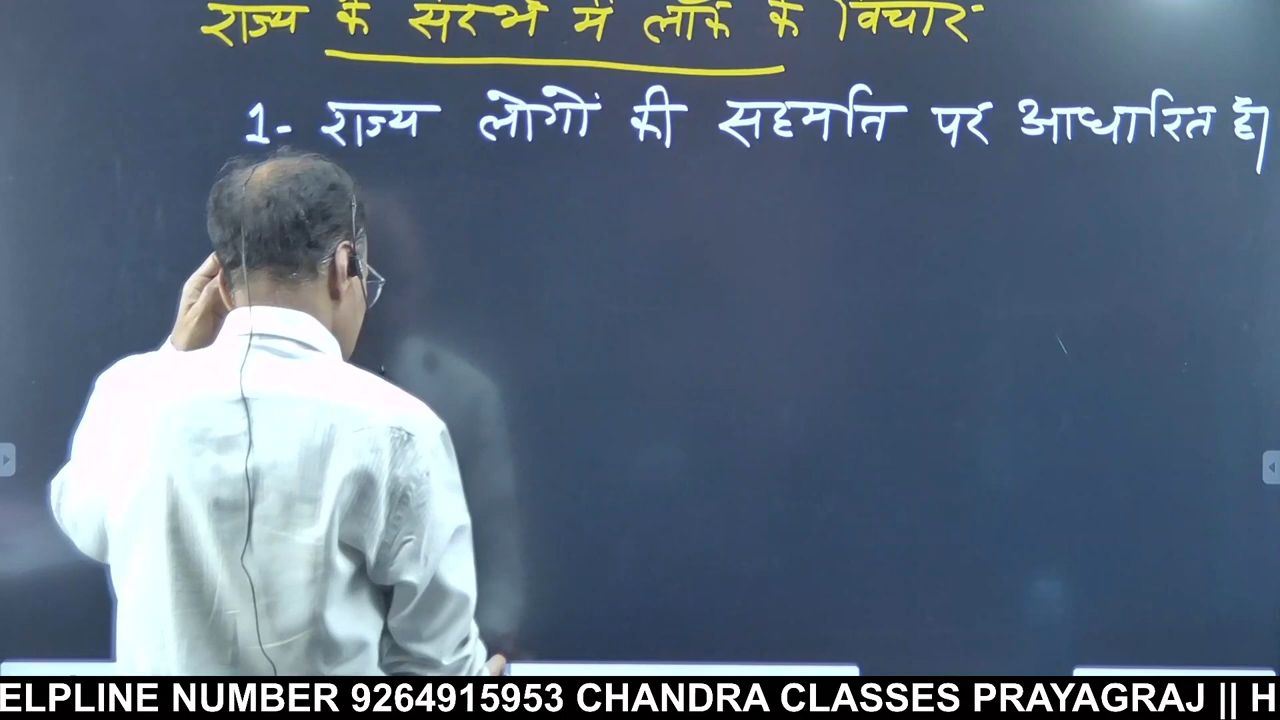 राज्य के संदर्भ में लॉक के विचार
1- राज्य लोगों की सहमति पर आधारित है।
ELPLINE NUMBER 9264915953 CHANDRA CLASSES PRAYAGRAJ || H